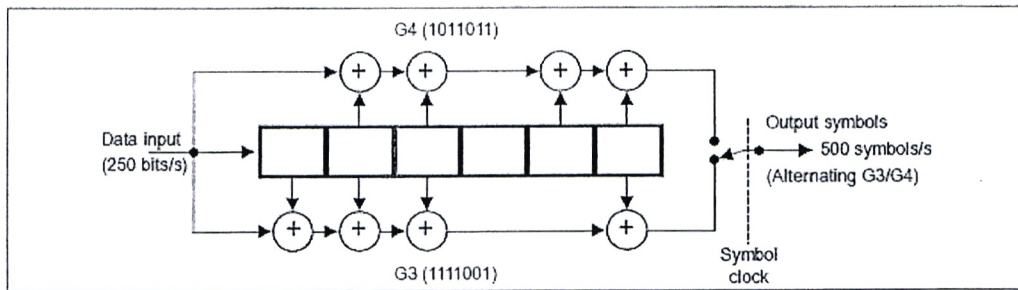 G4 (1011011)
Data input
(250 bits/s)
+ + + +
Output symbols
500 symbols/s
(Alternating G3/G4)
+ + + +
Symbol
clock
G3 (1111001)